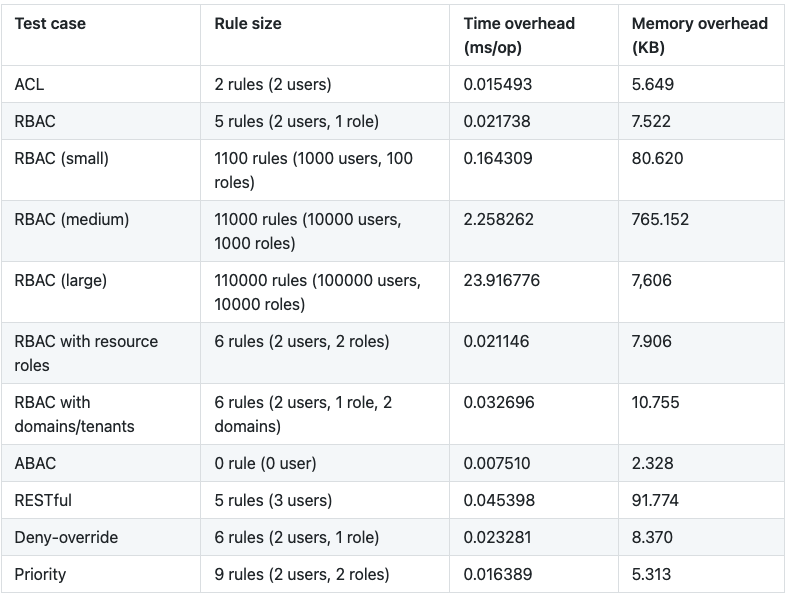 Test case Rule size Time overhead (ms/op) Memory overhead (KB)
ACL 2 rules (2 users) 0.015493 5.649
RBAC 5 rules (2 users, 1 role) 0.021738 7.522
RBAC (small) 1100 rules (1000 users, 100 roles) 0.164309 80.620
RBAC (medium) 11000 rules (10000 users, 1000 roles) 2.258262 765.152
RBAC (large) 110000 rules (100000 users, 10000 roles) 23.916776 7,606
RBAC with resource roles 6 rules (2 users, 2 roles) 0.021146 7.906
RBAC with domains/tenants 6 rules (2 users, 1 role, 2 domains) 0.032696 10.755
ABAC 0 rule (0 user) 0.007510 2.328
RESTful 5 rules (3 users) 0.045398 91.774
Deny-override 6 rules (2 users, 1 role) 0.023281 8.370
Priority 9 rules (2 users, 2 roles) 0.016389 5.313